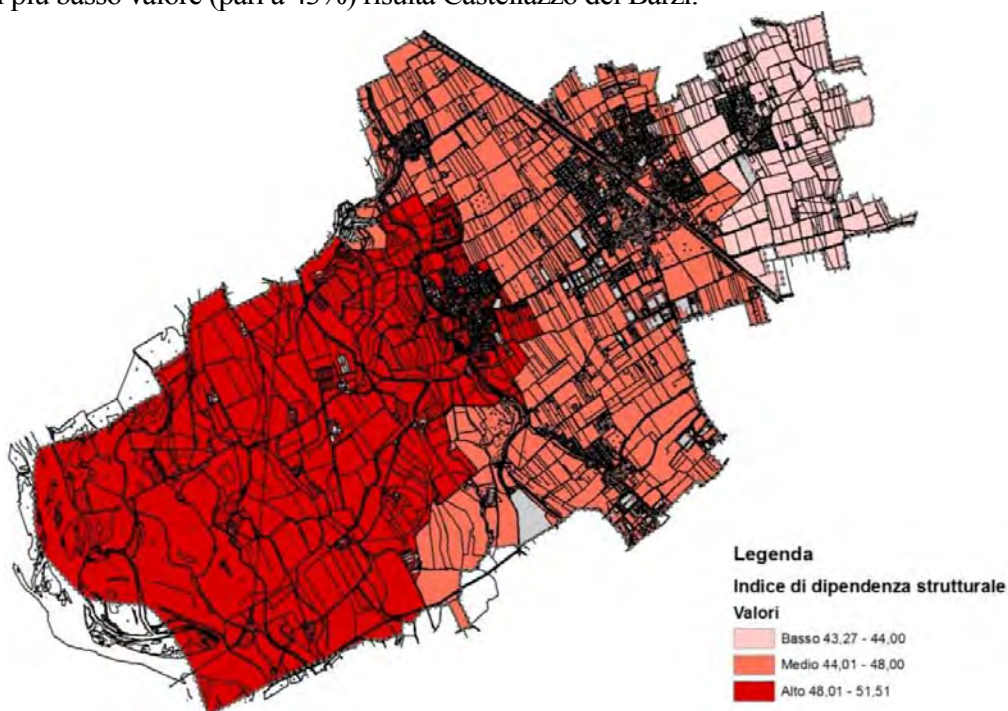 più basso valore (pari a 43%) risulta Castellazzo dei Barzi.
Legenda
Indice di dipendenza strutturale
Valori
Basso 43,27 - 44,00
Medio 44,01 - 48,00
Alto 48,01 - 51,51